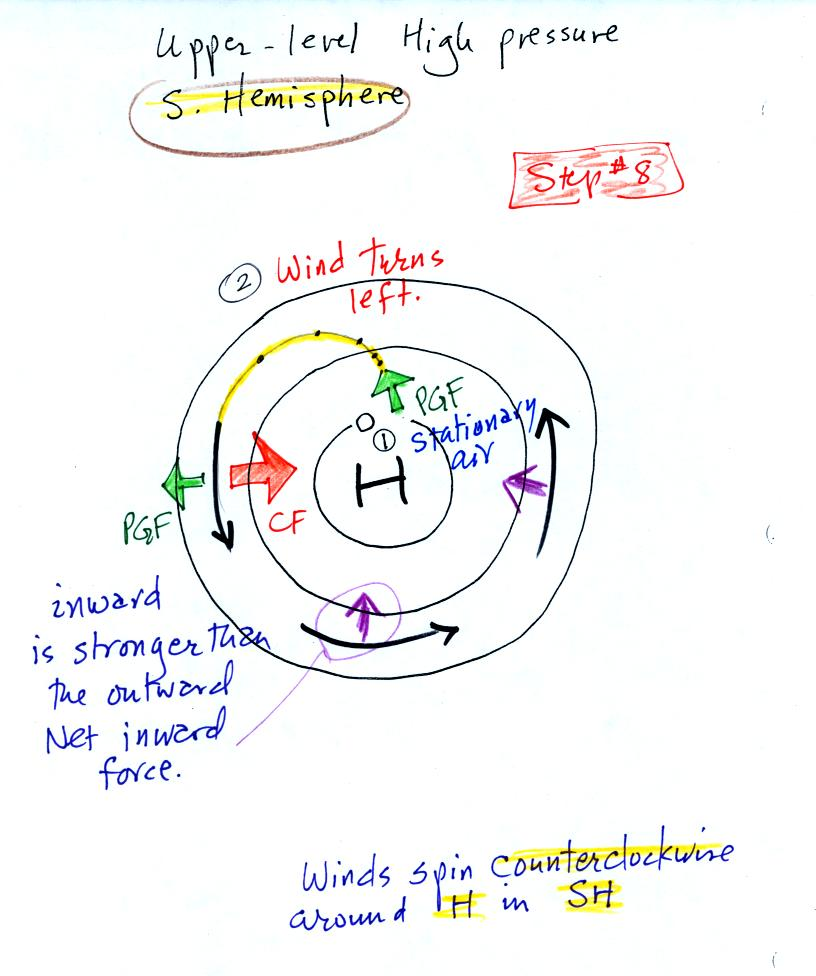 Upper-level High pressure
S. Hemisphere
Step #8
② Wind turns
left.
PGF
① stationary
air
H
PGF
CF
inward
is stronger than
the outward
Net inward
force.
Winds spin counterclockwise
around H in SH